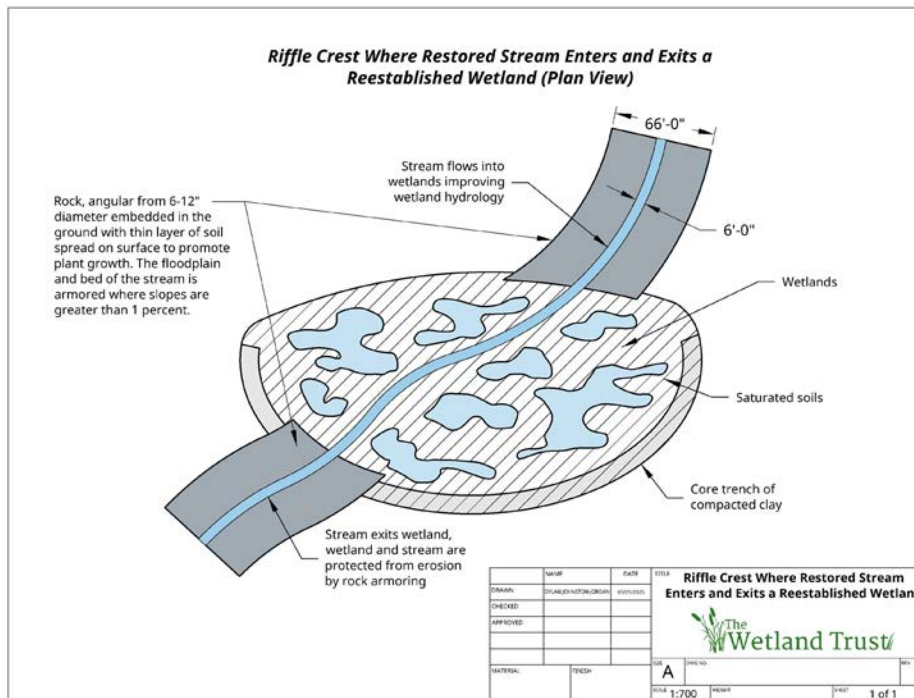 Riffle Crest Where Restored Stream Enters and Exits a
Reestablished Wetland (Plan View)
66'-0"
Stream flows into
wetlands improving
wetland hydrology
Rock, angular from 6-12"
diameter embedded in the
ground with thin layer of soil
spread on surface to promote
plant growth. The floodplain
and bed of the stream is
armored where slopes are
greater than 1 percent.
6'-0"
Wetlands
Saturated soils
Core trench of
compacted clay
Stream exits wetland,
wetland and stream are
protected from erosion
by rock armoring
NAME
DATE
TITLE
Riffle Crest Where Restored Stream
Enters and Exits a Reestablished Wetlan
DRAWN
DYLAN JOHNSTON-JORDAN
CHECKED
APPROVED
The
Wetland Trust
SIZE
A
DWG NO.
REV
MATERIAL
FINISH
SCALE
1:700
WEIGHT
SHEET
1 of 1